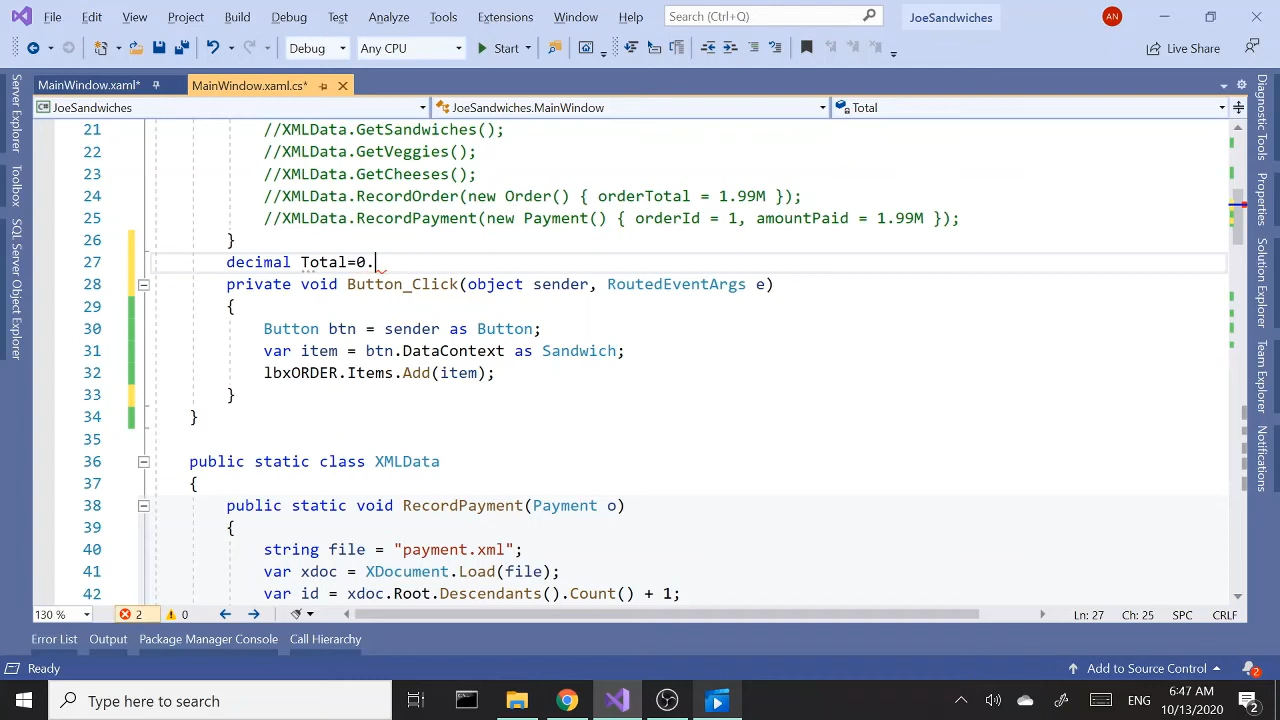 File Edit View Project Build Debug Test Analyze Tools Extensions Window Help Search (Ctrl+Q) JoeSandwiches AN
Debug Any CPU Start Live Share
MainWindow.xaml* MainWindow.xaml.cs*
JoeSandwiches JoeSandwiches.MainWindow Total
21 //XMLData.GetSandwiches();
22 //XMLData.GetVeggies();
23 //XMLData.GetCheeses();
24 //XMLData.RecordOrder(new Order() { orderTotal = 1.99M });
25 //XMLData.RecordPayment(new Payment() { orderId = 1, amountPaid = 1.99M });
26 }
27 decimal Total=0.
28 private void Button_Click(object sender, RoutedEventArgs e)
29 {
30 Button btn = sender as Button;
31 var item = btn.DataContext as Sandwich;
32 lbxORDER.Items.Add(item);
33 }
34 }
35
36 public static class XMLData
37 {
38 public static void RecordPayment(Payment o)
39 {
40 string file = "payment.xml";
41 var xdoc = XDocument.Load(file);
42 var id = xdoc.Root.Descendants().Count() + 1;
130 % 2 0 Ln: 27 Ch: 25 SPC CRLF
Error List Output Package Manager Console Call Hierarchy
Ready Add to Source Control 2
Type here to search ENG :47 AM
10/13/2020 2
Server Explorer
Toolbox
SQL Server Object Explorer
Diagnostic Tools
Properties
Solution Explorer
Team Explorer
Notifications